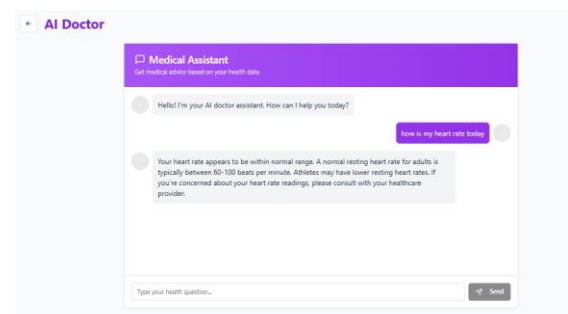 AI Doctor
Medical Assistant
Get medical advice based on your health data
Hello! I'm your AI doctor assistant. How can I help you today?
how is my heart rate today
Your heart rate appears to be within normal range. A normal resting heart rate for adults is
typically between 60-100 beats per minute. Athletes may have lower resting heart rates. If
you're concerned about your heart rate readings, please consult with your healthcare
provider.
Type your health question...
Send